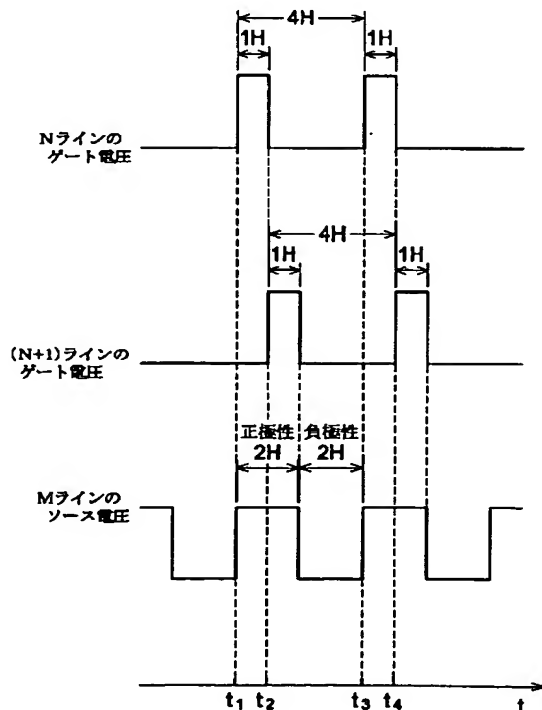 4H
1H 1H
Nラインの
ゲート電圧
4H
1H 1H
(N+1)ラインの
ゲート電圧
正極性 負極性
2H 2H
Mラインの
ソース電圧
t1 t2 t3 t4 t